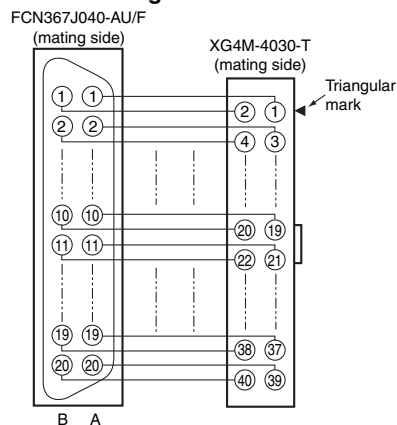 FCN367J040-AU/F
(mating side)
XG4M-4030-T
(mating side)
Triangular
mark
1 1
2 1
2 2
4 3
10 10
20 19
11 11
22 21
19 19
38 37
20 20
40 39
B A